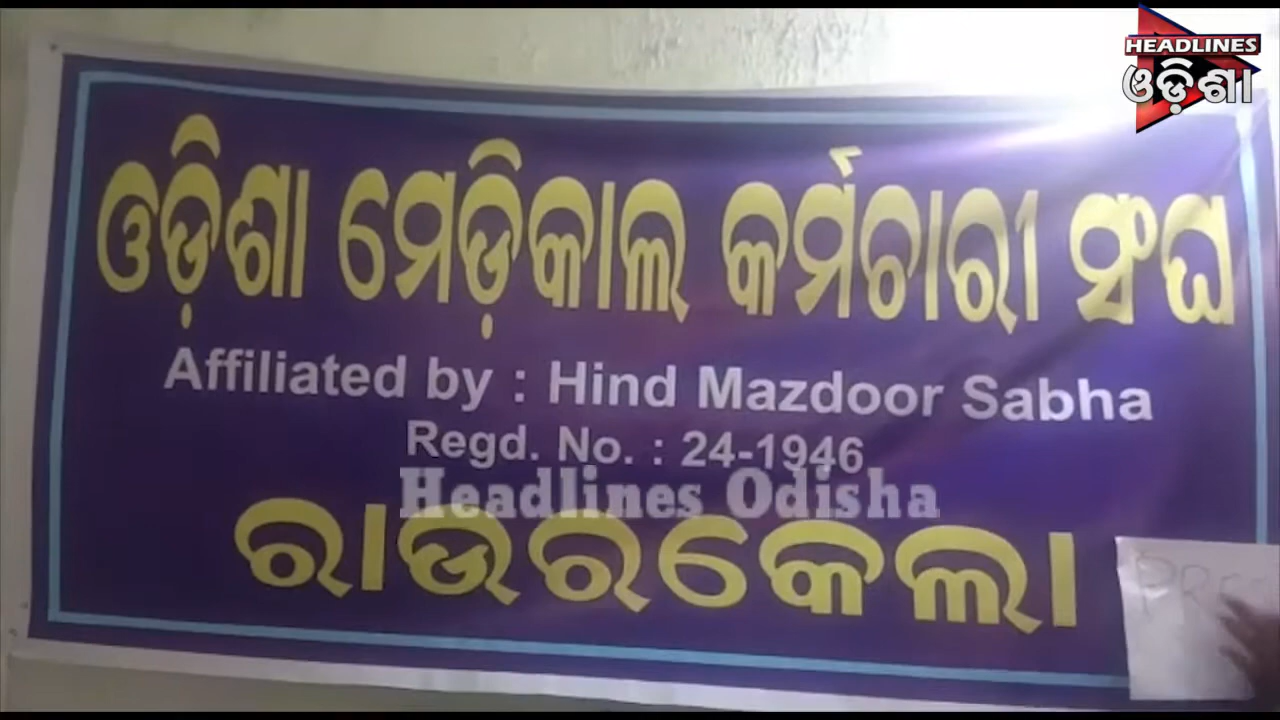 HEADLINES
ଓଡ଼ିଶା
ଓଡ଼ିଶା ମେଡ଼ିକାଲ କର୍ମଚାରୀ ସଂଘ
Affiliated by : Hind Mazdoor Sabha
Regd. No. : 24-1946
Headlines Odisha
ରାଉରକେଲା